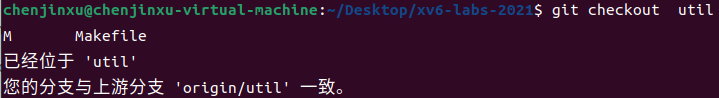 chenjinxu@chenjinxu-virtual-machine:~/Desktop/xv6-labs-2021$ git checkout  util
M       Makefile
已经位于 'util'
您的分支与上游分支 'origin/util' 一致。